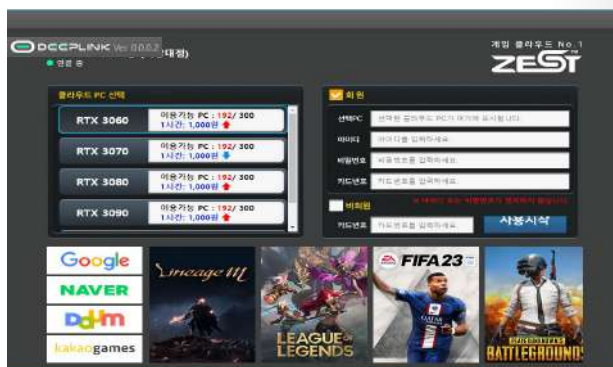 DEEPLINK Ver 0.0.0.2
대정)
연결 중
게임 클라우드 No.1
ZEST
클라우드 PC 선택
RTX 3060
이용가능 PC : 192/ 300
1시간; 1,000원
RTX 3070
이용가능 PC : 192/ 300
1시간; 1,000원
RTX 3080
이용가능 PC : 192/ 300
1시간; 1,000원
RTX 3090
이용가능 PC : 192/ 300
1시간; 1,000원
회원
선택PC
선택된 클라우드 PC가 여기에 표시됩니다.
아이디
아이디를 입력하세요.
비밀번호
비밀번호를 입력하세요.
카드번호
카드번호를 입력하세요.
비회원
카드번호
카드번호를 입력하세요.
사용시작
Google
NAVER
Daum
kakaogames
Lineage M
LEAGUE OF
LEGENDS
FIFA 23
PLAYERUNKNOWN'S
BATTLEGROUNDS